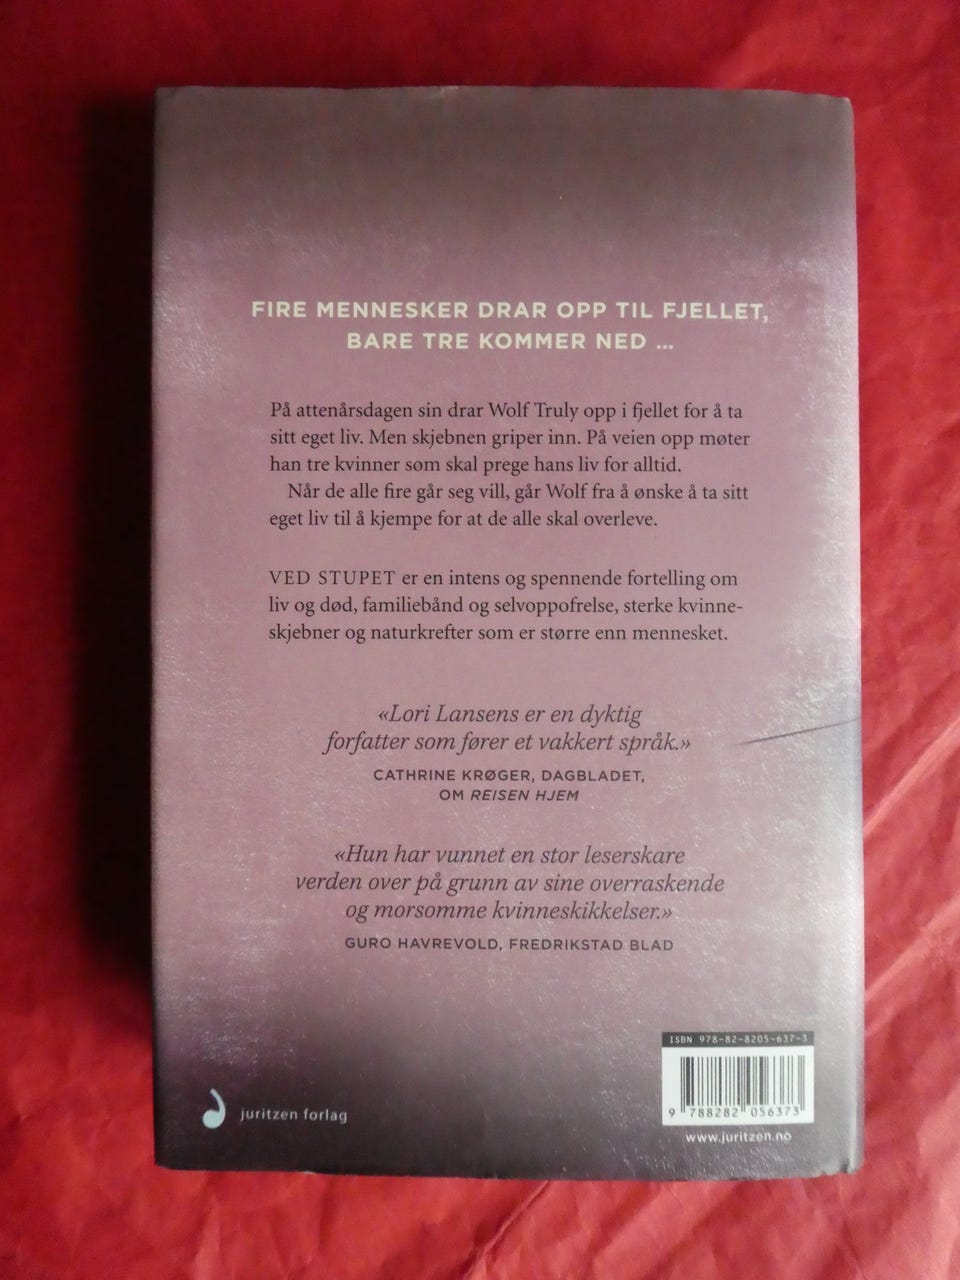 FIRE MENNESKER DRAR OPP TIL FJELLET,
BARE TRE KOMMER NED ...
På attenårsdagen sin drar Wolf Truly opp i fjellet for å ta
sitt eget liv. Men skjebnen griper inn. På veien opp møter
han tre kvinner som skal prege hans liv for alltid.
Når de alle fire går seg vill, går Wolf fra å ønske å ta sitt
eget liv til å kjempe for at de alle skal overleve.
VED STUPET er en intens og spennende fortelling om
liv og død, familiebånd og selvoppofrelse, sterke kvinne-
skjebner og naturkrefter som er større enn mennesket.
«Lori Lansens er en dyktig
forfatter som fører et vakkert språk.»
CATHRINE KRØGER, DAGBLADET,
OM REISEN HJEM
«Hun har vunnet en stor leserskare
verden over på grunn av sine overraskende
og morsomme kvinneskikkelser.»
GURO HAVREVOLD, FREDRIKSTAD BLAD
ISBN 978-82-8205-637-3
9 788282 056373
www.juritzen.no
juritzen forlag